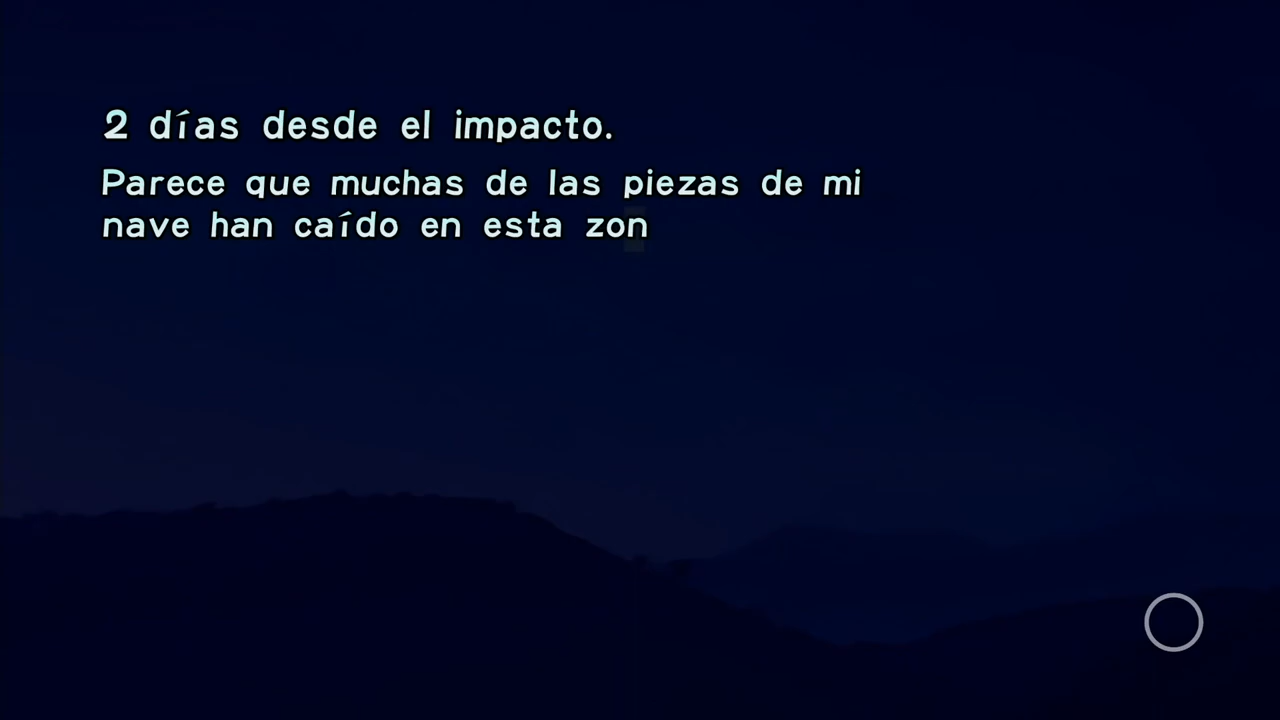 2 días desde el impacto.
Parece que muchas de las piezas de mi
nave han caído en esta zon